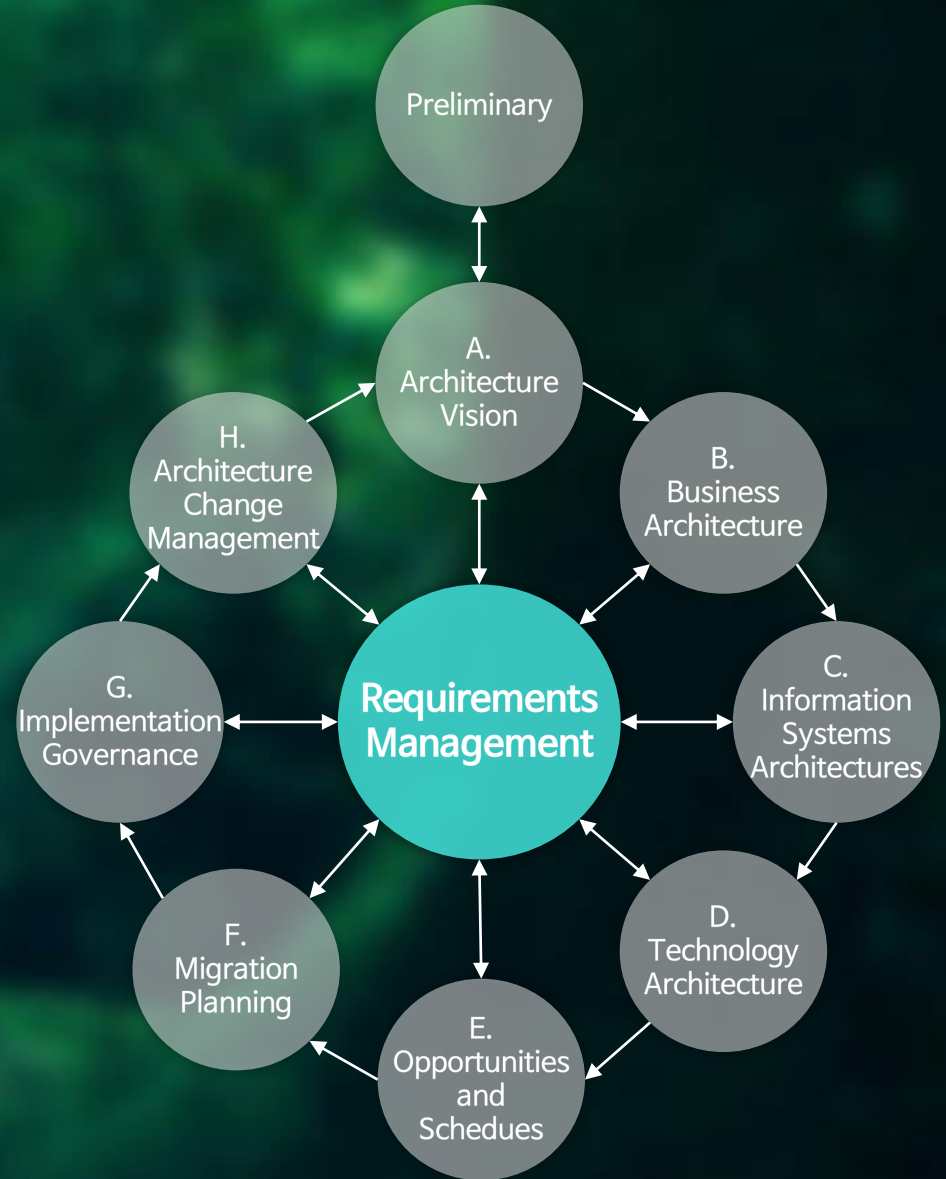 Preliminary
A.
Architecture
Vision
B.
Business
Architecture
C.
Information
Systems
Architectures
D.
Technology
Architecture
E.
Opportunities
and
Schedues
F.
Migration
Planning
G.
Implementation
Governance
H.
Architecture
Change
Management
Requirements
Management